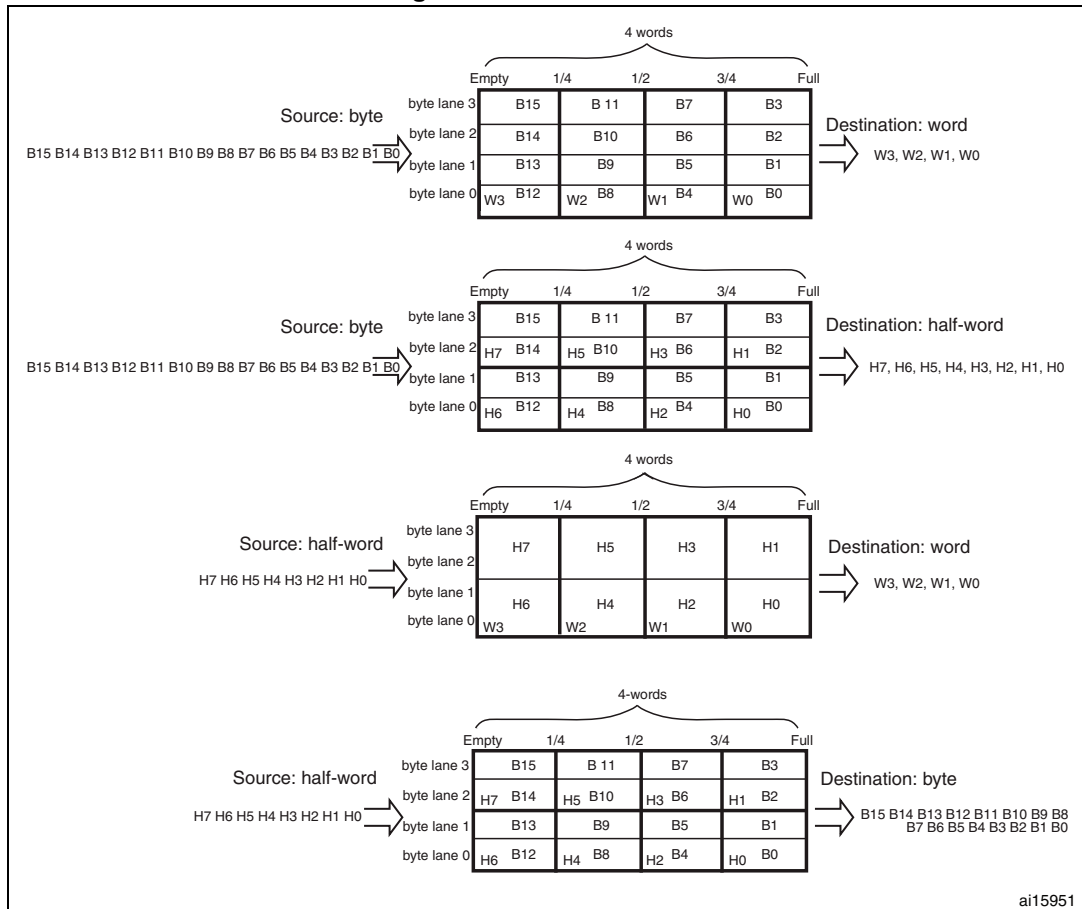 4 words
Empty 1/4 1/2 3/4 Full
Source: byte
B15 B14 B13 B12 B11 B10 B9 B8 B7 B6 B5 B4 B3 B2 B1 B0
byte lane 3 B15 B 11 B7 B3
byte lane 2 B14 B10 B6 B2
byte lane 1 B13 B9 B5 B1
byte lane 0 W3 B12 W2 B8 W1 B4 W0 B0
Destination: word
W3, W2, W1, W0
4 words
Empty 1/4 1/2 3/4 Full
Source: byte
B15 B14 B13 B12 B11 B10 B9 B8 B7 B6 B5 B4 B3 B2 B1 B0
byte lane 3 B15 B 11 B7 B3
byte lane 2 H7 B14 H5 B10 H3 B6 H1 B2
byte lane 1 B13 B9 B5 B1
byte lane 0 H6 B12 H4 B8 H2 B4 H0 B0
Destination: half-word
H7, H6, H5, H4, H3, H2, H1, H0
4 words
Empty 1/4 1/2 3/4 Full
Source: half-word
H7 H6 H5 H4 H3 H2 H1 H0
byte lane 3
byte lane 2
H7 H5 H3 H1
byte lane 1
byte lane 0
H6 H4 H2 H0
W3 W2 W1 W0
Destination: word
W3, W2, W1, W0
4-words
Empty 1/4 1/2 3/4 Full
Source: half-word
H7 H6 H5 H4 H3 H2 H1 H0
byte lane 3 B15 B 11 B7 B3
byte lane 2 H7 B14 H5 B10 H3 B6 H1 B2
byte lane 1 B13 B9 B5 B1
byte lane 0 H6 B12 H4 B8 H2 B4 H0 B0
Destination: byte
B15 B14 B13 B12 B11 B10 B9 B8
B7 B6 B5 B4 B3 B2 B1 B0
ai15951